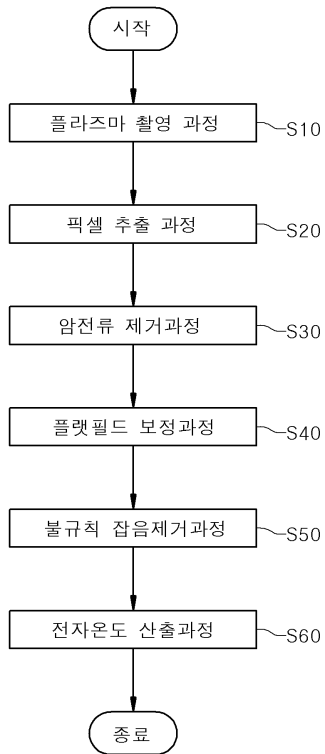 시작
플라즈마 촬영 과정
S10
픽셀 추출 과정
S20
암전류 제거과정
S30
플랫필드 보정과정
S40
불규칙 잡음제거과정
S50
전자온도 산출과정
S60
종료